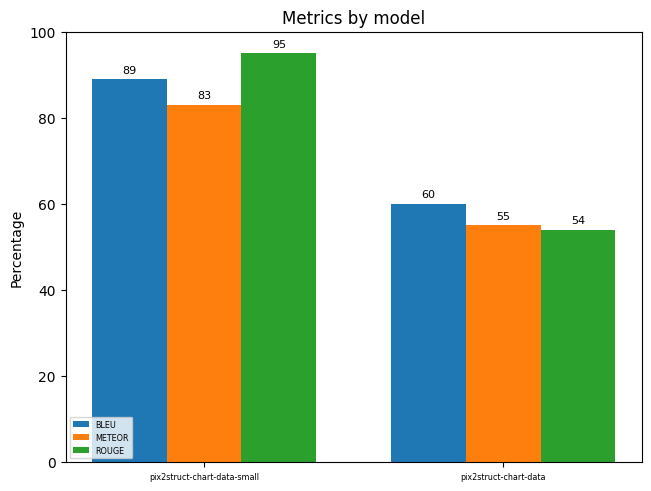 Metrics by model
Percentage
100
80
60
40
20
0
89
83
95
60
55
54
BLEU
METEOR
ROUGE
pix2struct-chart-data-small
pix2struct-chart-data